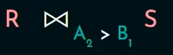 R ⋈ A₂ > B₁ S